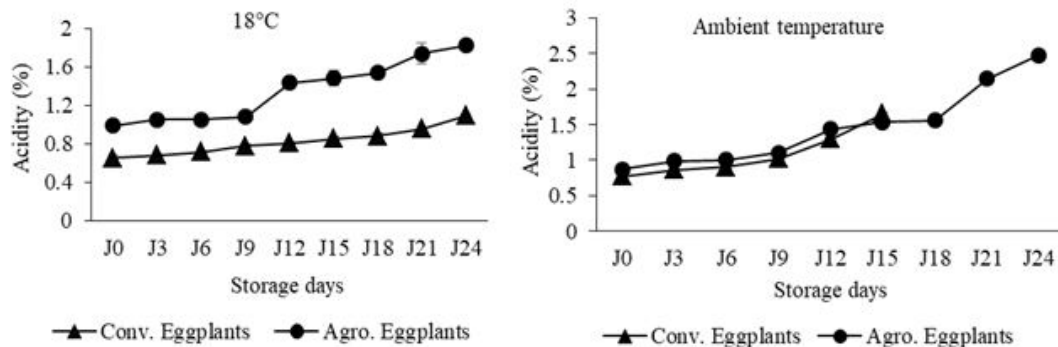 18°C
Acidity (%)
2
1.6
1.2
0.8
0.4
0
J0 J3 J6 J9 J12 J15 J18 J21 J24
Storage days
Conv. Eggplants Agro. Eggplants
Ambient temperature
Acidity (%)
3
2.5
2
1.5
1
0.5
0
J0 J3 J6 J9 J12 J15 J18 J21 J24
Storage days
Conv. Eggplants Agro. Eggplants